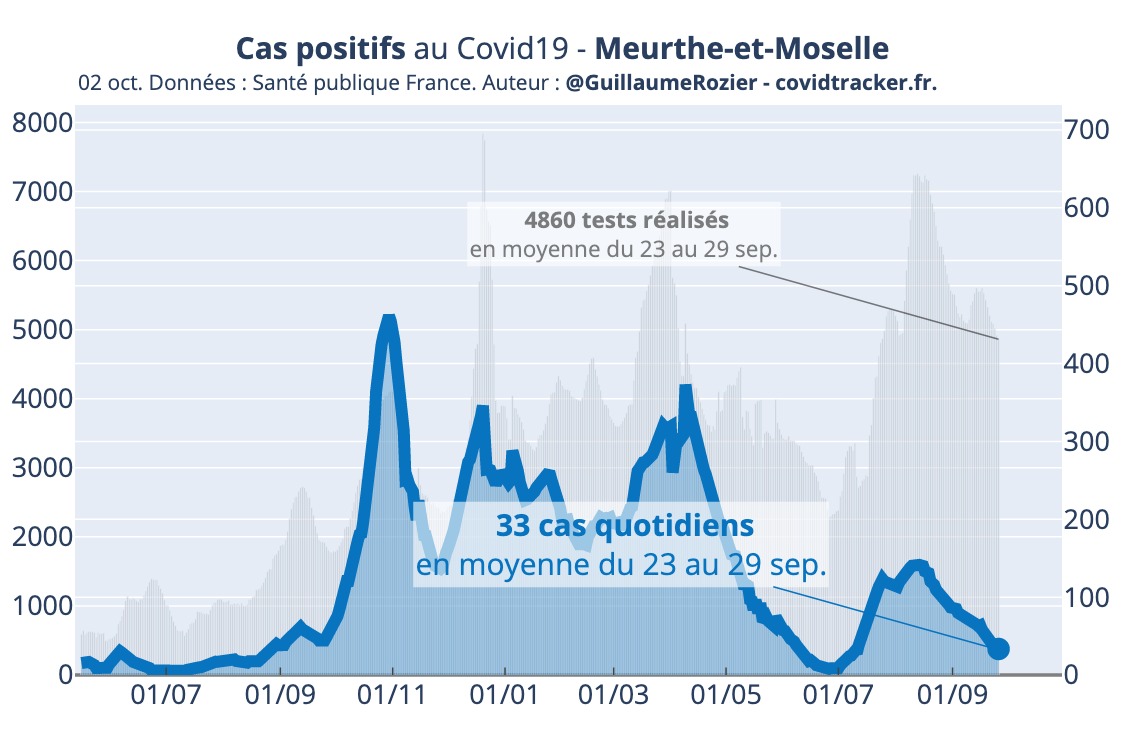 Cas positifs au Covid19 - Meurthe-et-Moselle
02 oct. Données : Santé publique France. Auteur : @GuillaumeRozier - covidtracker.fr.
8000
7000
6000
5000
4000
3000
2000
1000
0
700
600
500
400
300
200
100
0
4860 tests réalisés
en moyenne du 23 au 29 sep.
33 cas quotidiens
en moyenne du 23 au 29 sep.
01/07 01/09 01/11 01/01 01/03 01/05 01/07 01/09